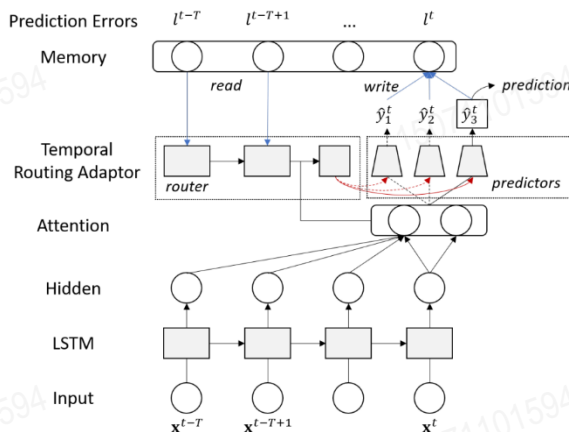 Prediction Errors l^{t-T} l^{t-T+1} ... l^t
Memory
read write prediction
ŷ_1^t ŷ_2^t ŷ_3^t
Temporal
Routing Adaptor
router predictors
Attention
Hidden
LSTM
Input
x^{t-T} x^{t-T+1} x^t